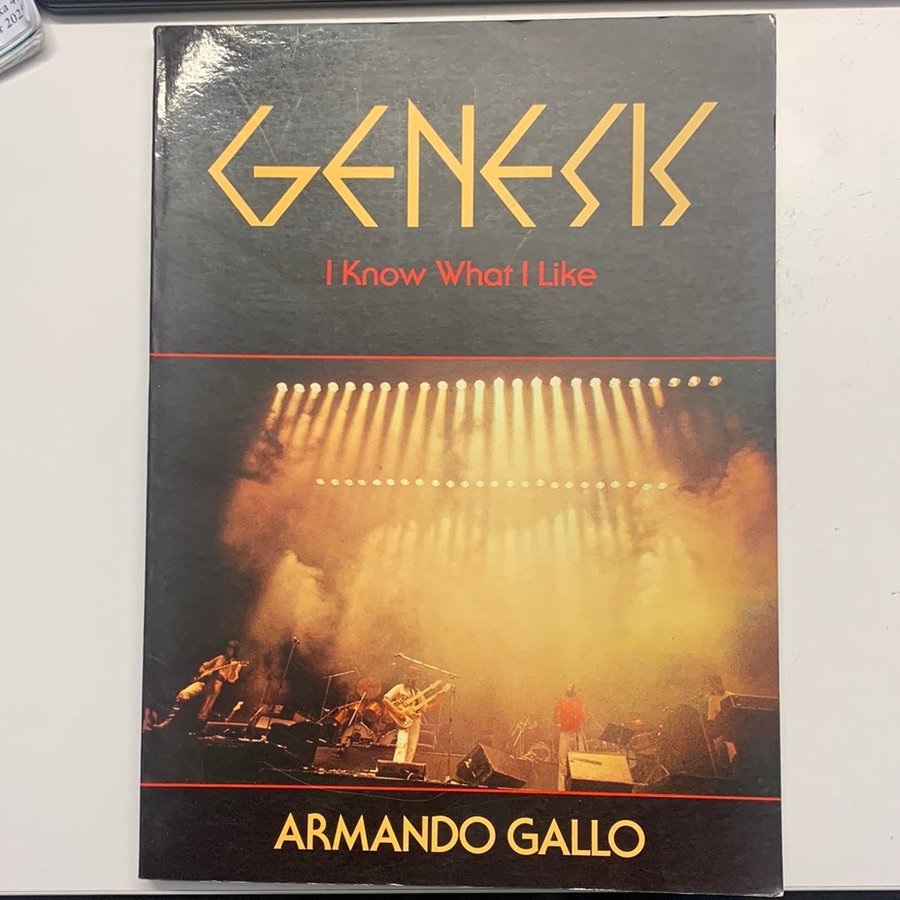 GENESIS
I Know What I Like
ARMANDO GALLO